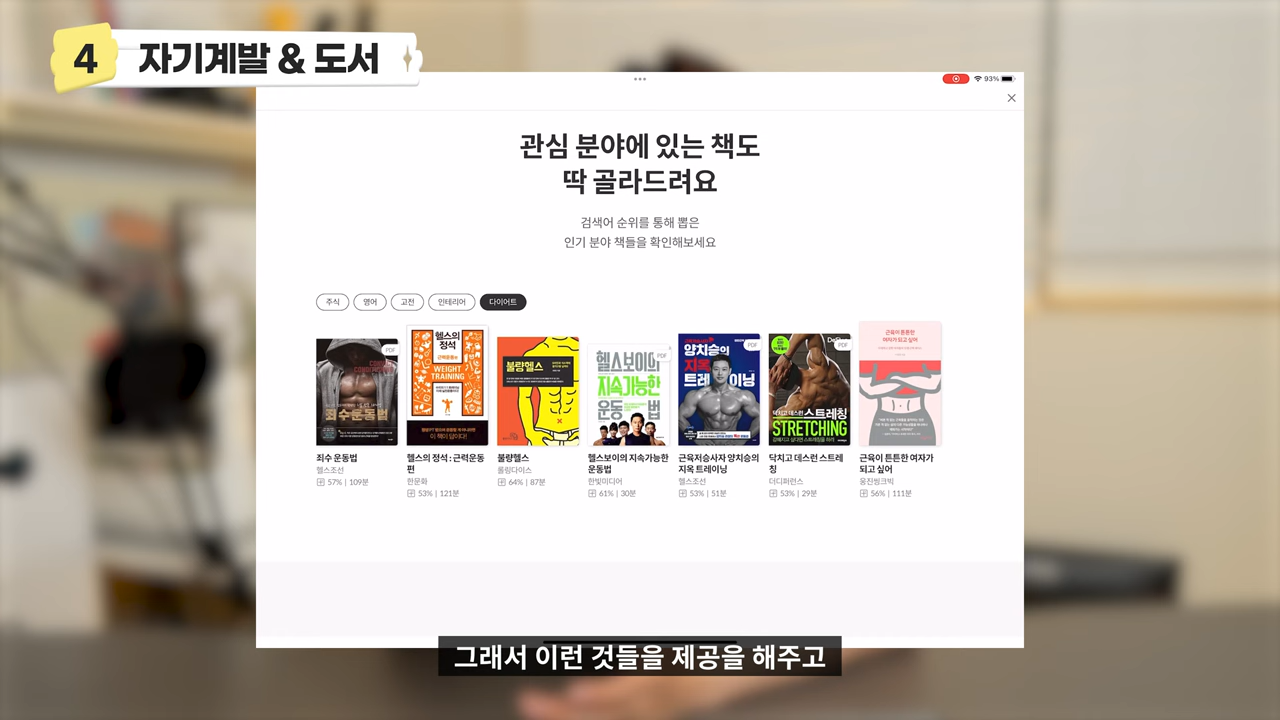 4 자기계발 & 도서
93%
관심 분야에 있는 책도
딱 골라드려요
검색어 순위를 통해 뽑은
인기 분야 책들을 확인해보세요
주식 영어 고전 인테리어 다이어트
PDF
죄수운동법
헬스의
정석
근력운동편
WEIGHT
TRAINING
이 책이 답이다!
불량헬스
PDF
헬스보이의
지속가능한
운동법
PDF
양치승의
지옥
트레이닝
PDF
닥치고 데스런 스트레칭
STRETCHING
근육이 튼튼한
여자가 되고 싶어
죄수 운동법
헬스조선
57% | 109분
헬스의 정석 : 근력운동
편
한문화
53% | 121분
불량헬스
롤링다이스
64% | 87분
헬스보이의 지속가능한
운동법
한빛미디어
61% | 30분
근육저승사자 양치승의
지옥 트레이닝
헬스조선
53% | 51분
닥치고 데스런 스트레
칭
더디퍼런스
53% | 29분
근육이 튼튼한 여자가
되고 싶어
웅진씽크빅
56% | 111분
그래서 이런 것들을 제공을 해주고